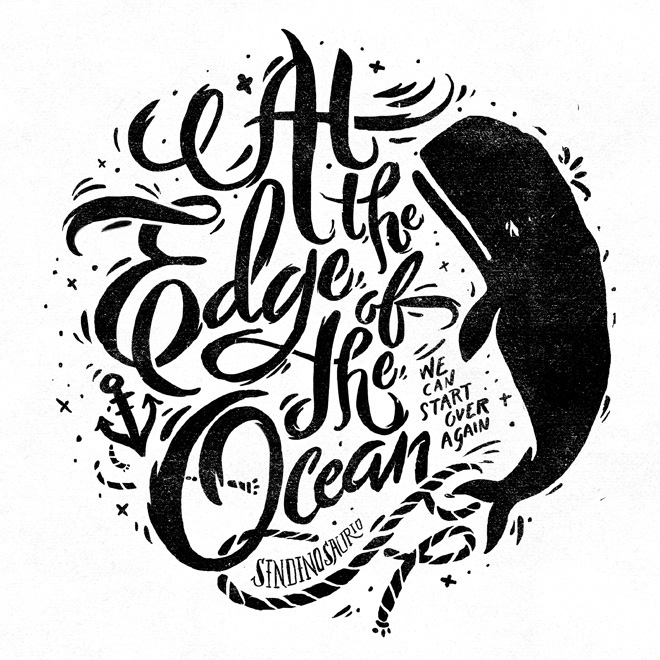 At
the
Edge
of
the
Ocean
WE
CAN
START
OVER
AGAIN
SINDINOSAURIO